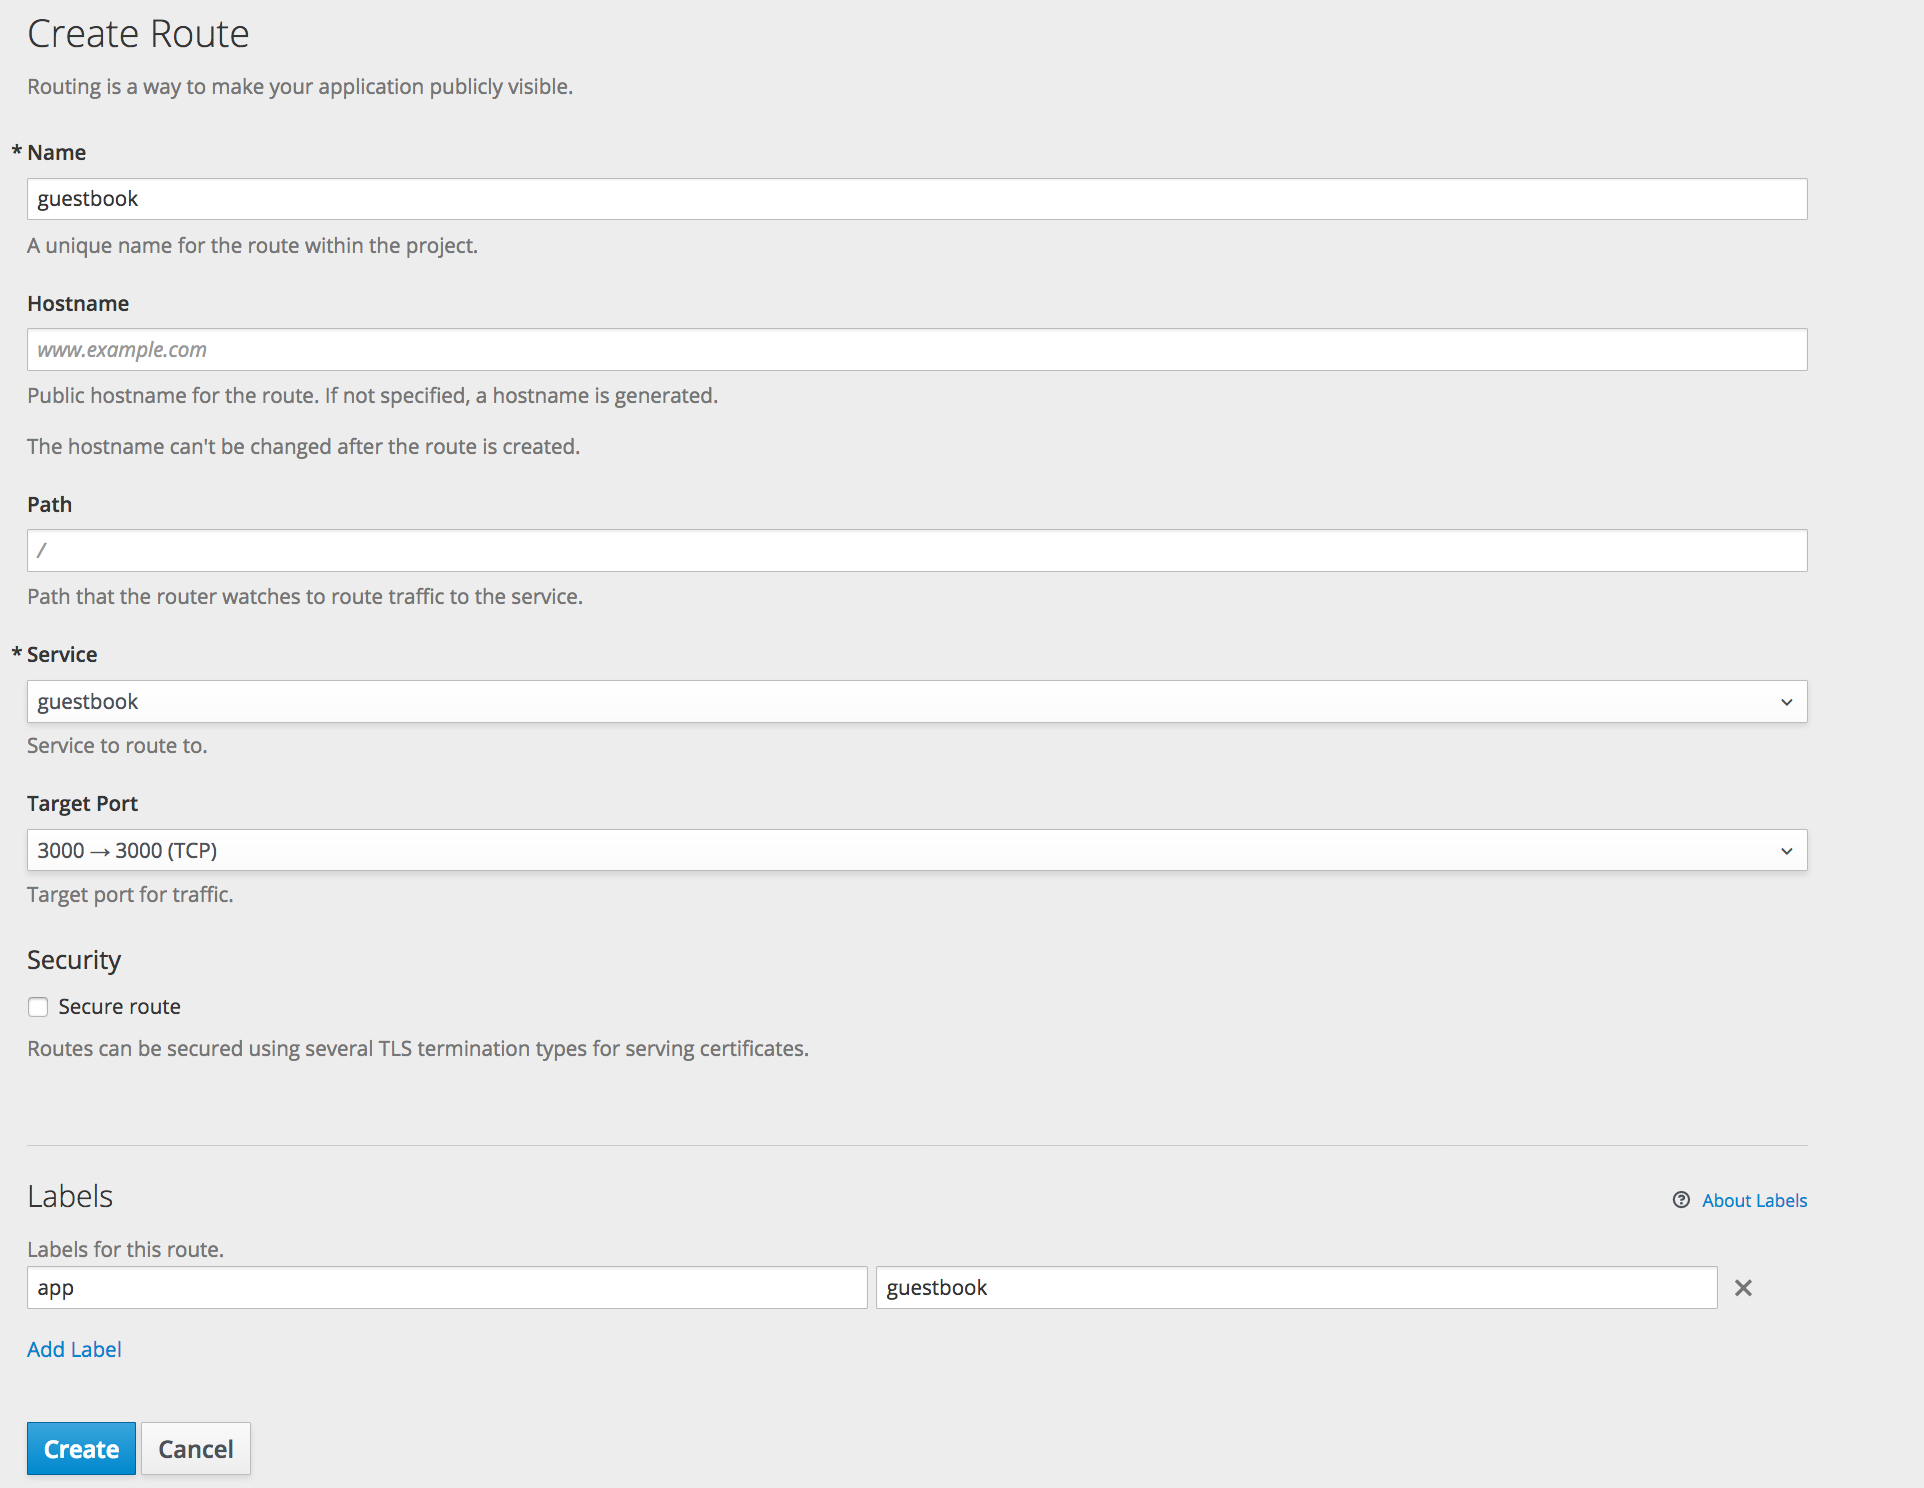 Create Route
Routing is a way to make your application publicly visible.
* Name
guestbook
A unique name for the route within the project.
Hostname
www.example.com
Public hostname for the route. If not specified, a hostname is generated.
The hostname can't be changed after the route is created.
Path
/
Path that the router watches to route traffic to the service.
* Service
guestbook
Service to route to.
Target Port
3000 → 3000 (TCP)
Target port for traffic.
Security
Secure route
Routes can be secured using several TLS termination types for serving certificates.
Labels
About Labels
Labels for this route.
app guestbook
Add Label
Create Cancel